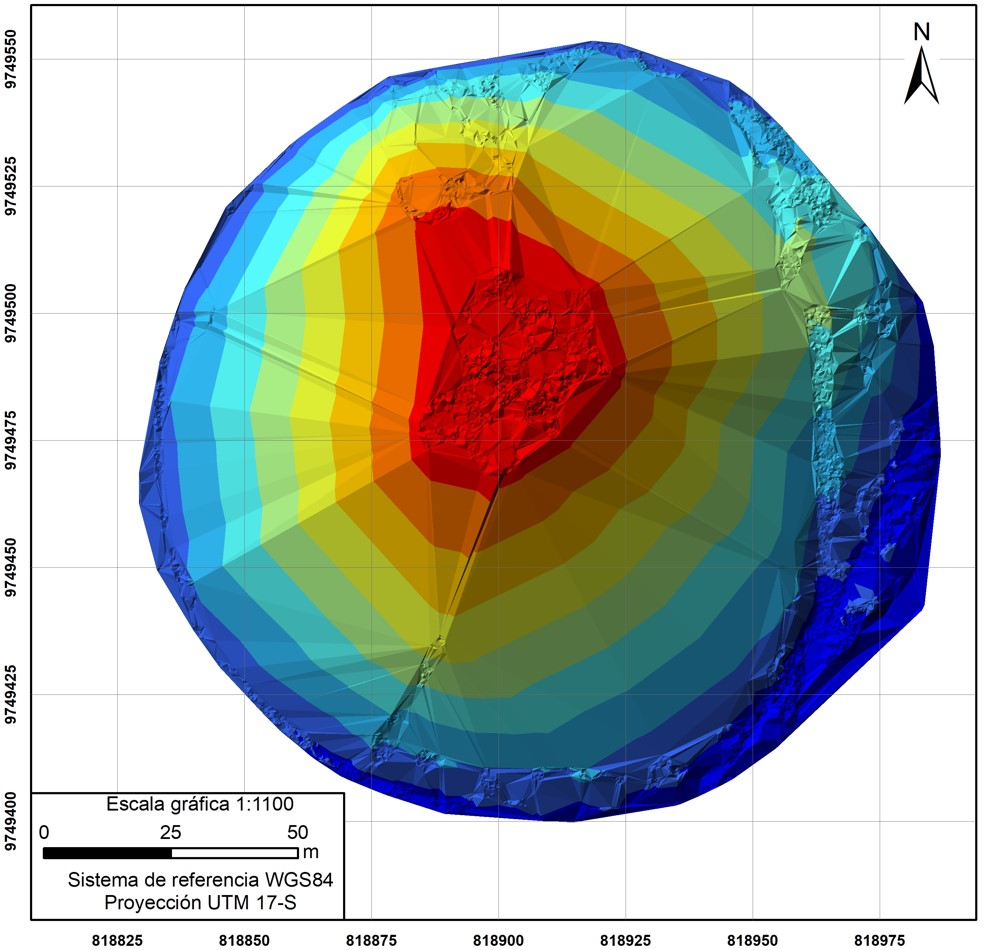 N
9749550
9749525
9749500
9749475
9749450
9749425
9749400
Escala gráfica 1:1100
0 25 50
m
Sistema de referencia WGS84
Proyección UTM 17-S
818825 818850 818875 818900 818925 818950 818975